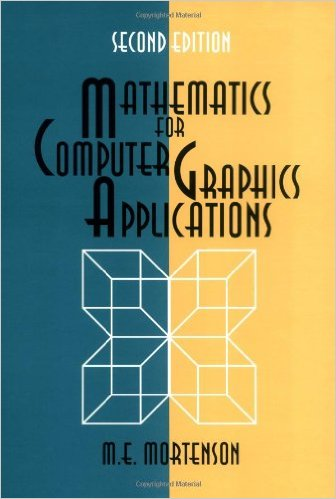 SECOND EDITION
MATHEMATICS
FOR
COMPUTER GRAPHICS
APPLICATIONS
M.E. MORTENSON